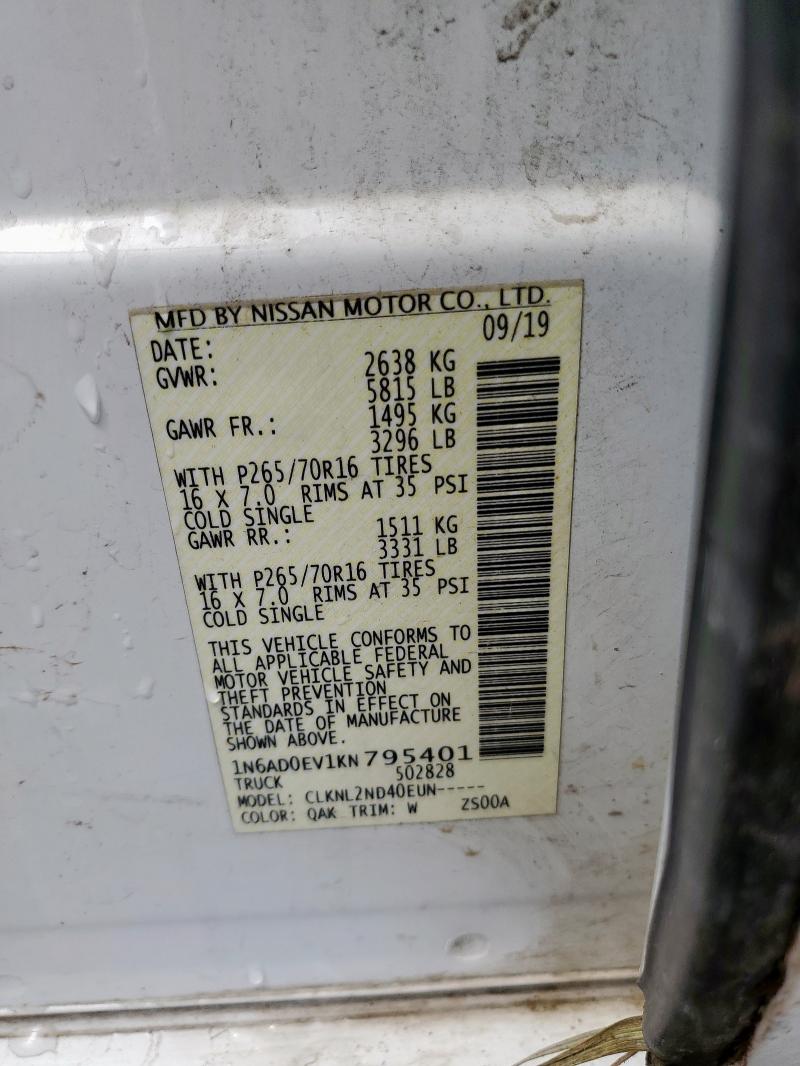 MFD BY NISSAN MOTOR CO., LTD.
DATE: 09/19
GVWR: 2638 KG
5815 LB
GAWR FR.: 1495 KG
3296 LB
WITH P265/70R16 TIRES
16 X 7.0 RIMS AT 35 PSI
COLD SINGLE
GAWR RR.: 1511 KG
3331 LB
WITH P265/70R16 TIRES
16 X 7.0 RIMS AT 35 PSI
COLD SINGLE
THIS VEHICLE CONFORMS TO
ALL APPLICABLE FEDERAL
MOTOR VEHICLE SAFETY AND
THEFT PREVENTION
STANDARDS IN EFFECT ON
THE DATE OF MANUFACTURE
SHOWN ABOVE.
1N6AD0EV1KN795401
TRUCK 502828
MODEL: CLKNL2ND40EUN-----
COLOR: QAK TRIM: W ZS00A